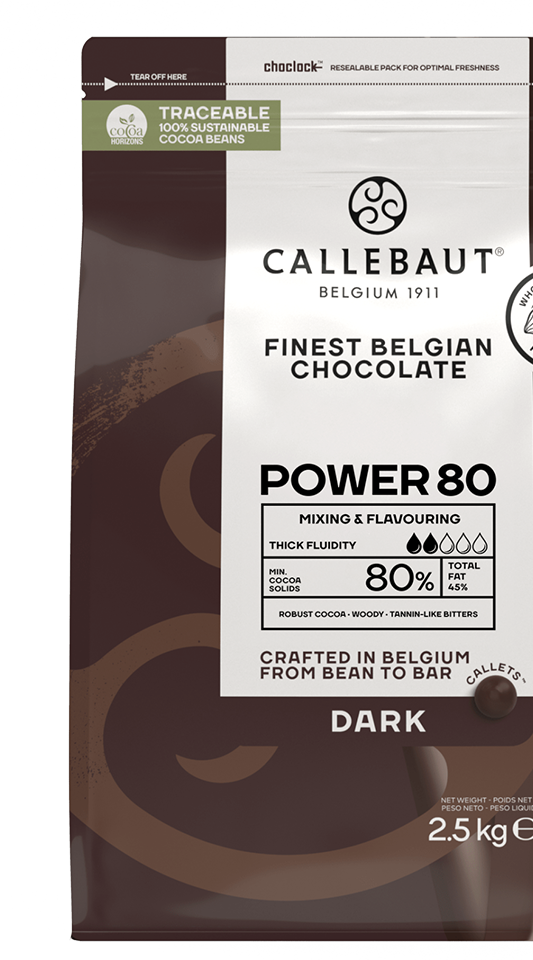 TEAR OFF HERE
choclock™ RESEALABLE PACK FOR OPTIMAL FRESHNESS
cocoa
HORIZONS
TRACEABLE
100% SUSTAINABLE
COCOA BEANS
CALLEBAUT®
BELGIUM 1911
FINEST BELGIAN
CHOCOLATE
POWER 80
MIXING & FLAVOURING
THICK FLUIDITY
MIN.
COCOA
SOLIDS
80%
TOTAL
FAT
45%
ROBUST COCOA • WOODY • TANNIN-LIKE BITTERS
CRAFTED IN BELGIUM
FROM BEAN TO BAR
CALLETS™
DARK
NET WEIGHT - POIDS NET
PESO NETO - PESO
2.5 kg ℮